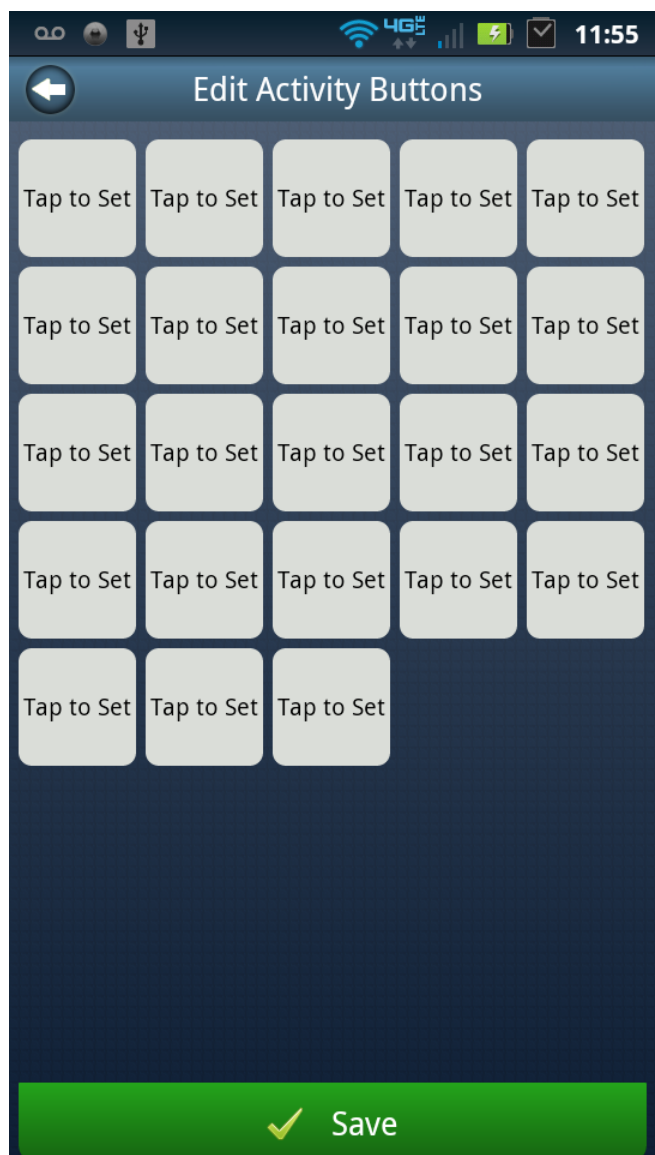 4G LTE 11:55
Edit Activity Buttons
Tap to Set Tap to Set Tap to Set Tap to Set Tap to Set
Tap to Set Tap to Set Tap to Set Tap to Set Tap to Set
Tap to Set Tap to Set Tap to Set Tap to Set Tap to Set
Tap to Set Tap to Set Tap to Set Tap to Set Tap to Set
Tap to Set Tap to Set Tap to Set
Save